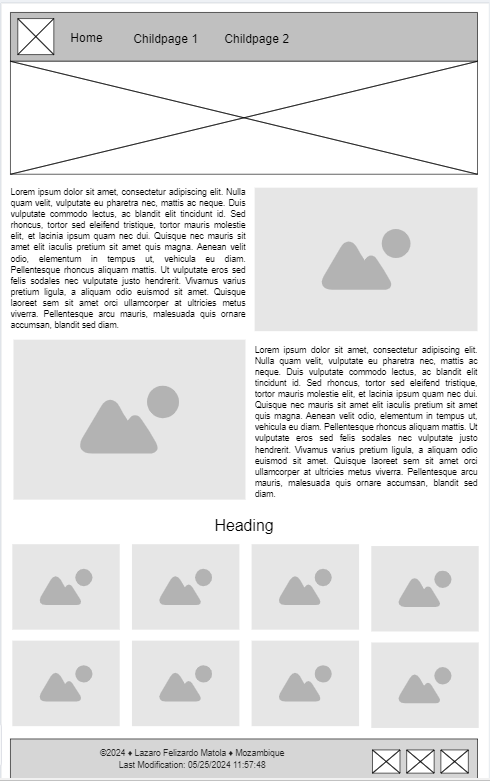 Home
Childpage 1
Childpage 2
Lorem ipsum dolor sit amet, consectetur adipiscing elit. Nulla
quam velit, vulputate eu pharetra nec, mattis ac neque. Duis
vulputate commodo lectus, ac blandit elit tincidunt id. Sed
rhoncus, tortor sed eleifend tristique, tortor mauris molestie
elit, et lacinia ipsum quam nec dui. Quisque nec mauris sit
amet elit iaculis pretium sit amet quis magna. Aenean velit
odio, elementum in tempus ut, vehicula eu diam.
Pellentesque rhoncus aliquam mattis. Ut vulputate eros sed
felis sodales nec vulputate justo hendrerit. Vivamus varius
pretium ligula, a aliquam odio euismod sit amet. Quisque
laoreet sem sit amet orci ullamcorper at ultricies metus
viverra. Pellentesque arcu mauris, malesuada quis ornare
accumsan, blandit sed diam.
Lorem ipsum dolor sit amet, consectetur adipiscing elit.
Nulla quam velit, vulputate eu pharetra nec, mattis ac
neque. Duis vulputate commodo lectus, ac blandit elit
tincidunt id. Sed rhoncus, tortor sed eleifend tristique,
tortor mauris molestie elit, et lacinia ipsum quam nec dui.
Quisque nec mauris sit amet elit iaculis pretium sit amet
quis magna. Aenean velit odio, elementum in tempus ut,
vehicula eu diam. Pellentesque rhoncus aliquam mattis. Ut
vulputate eros sed felis sodales nec vulputate justo
hendrerit. Vivamus varius pretium ligula, a aliquam odio
euismod sit amet. Quisque laoreet sem sit amet orci
ullamcorper at ultricies metus viverra. Pellentesque arcu
mauris, malesuada quis ornare accumsan, blandit sed
diam.
Heading
©2024 ♦ Lazaro Felizardo Matola ♦ Mozambique
Last Modification: 05/25/2024 11:57:48